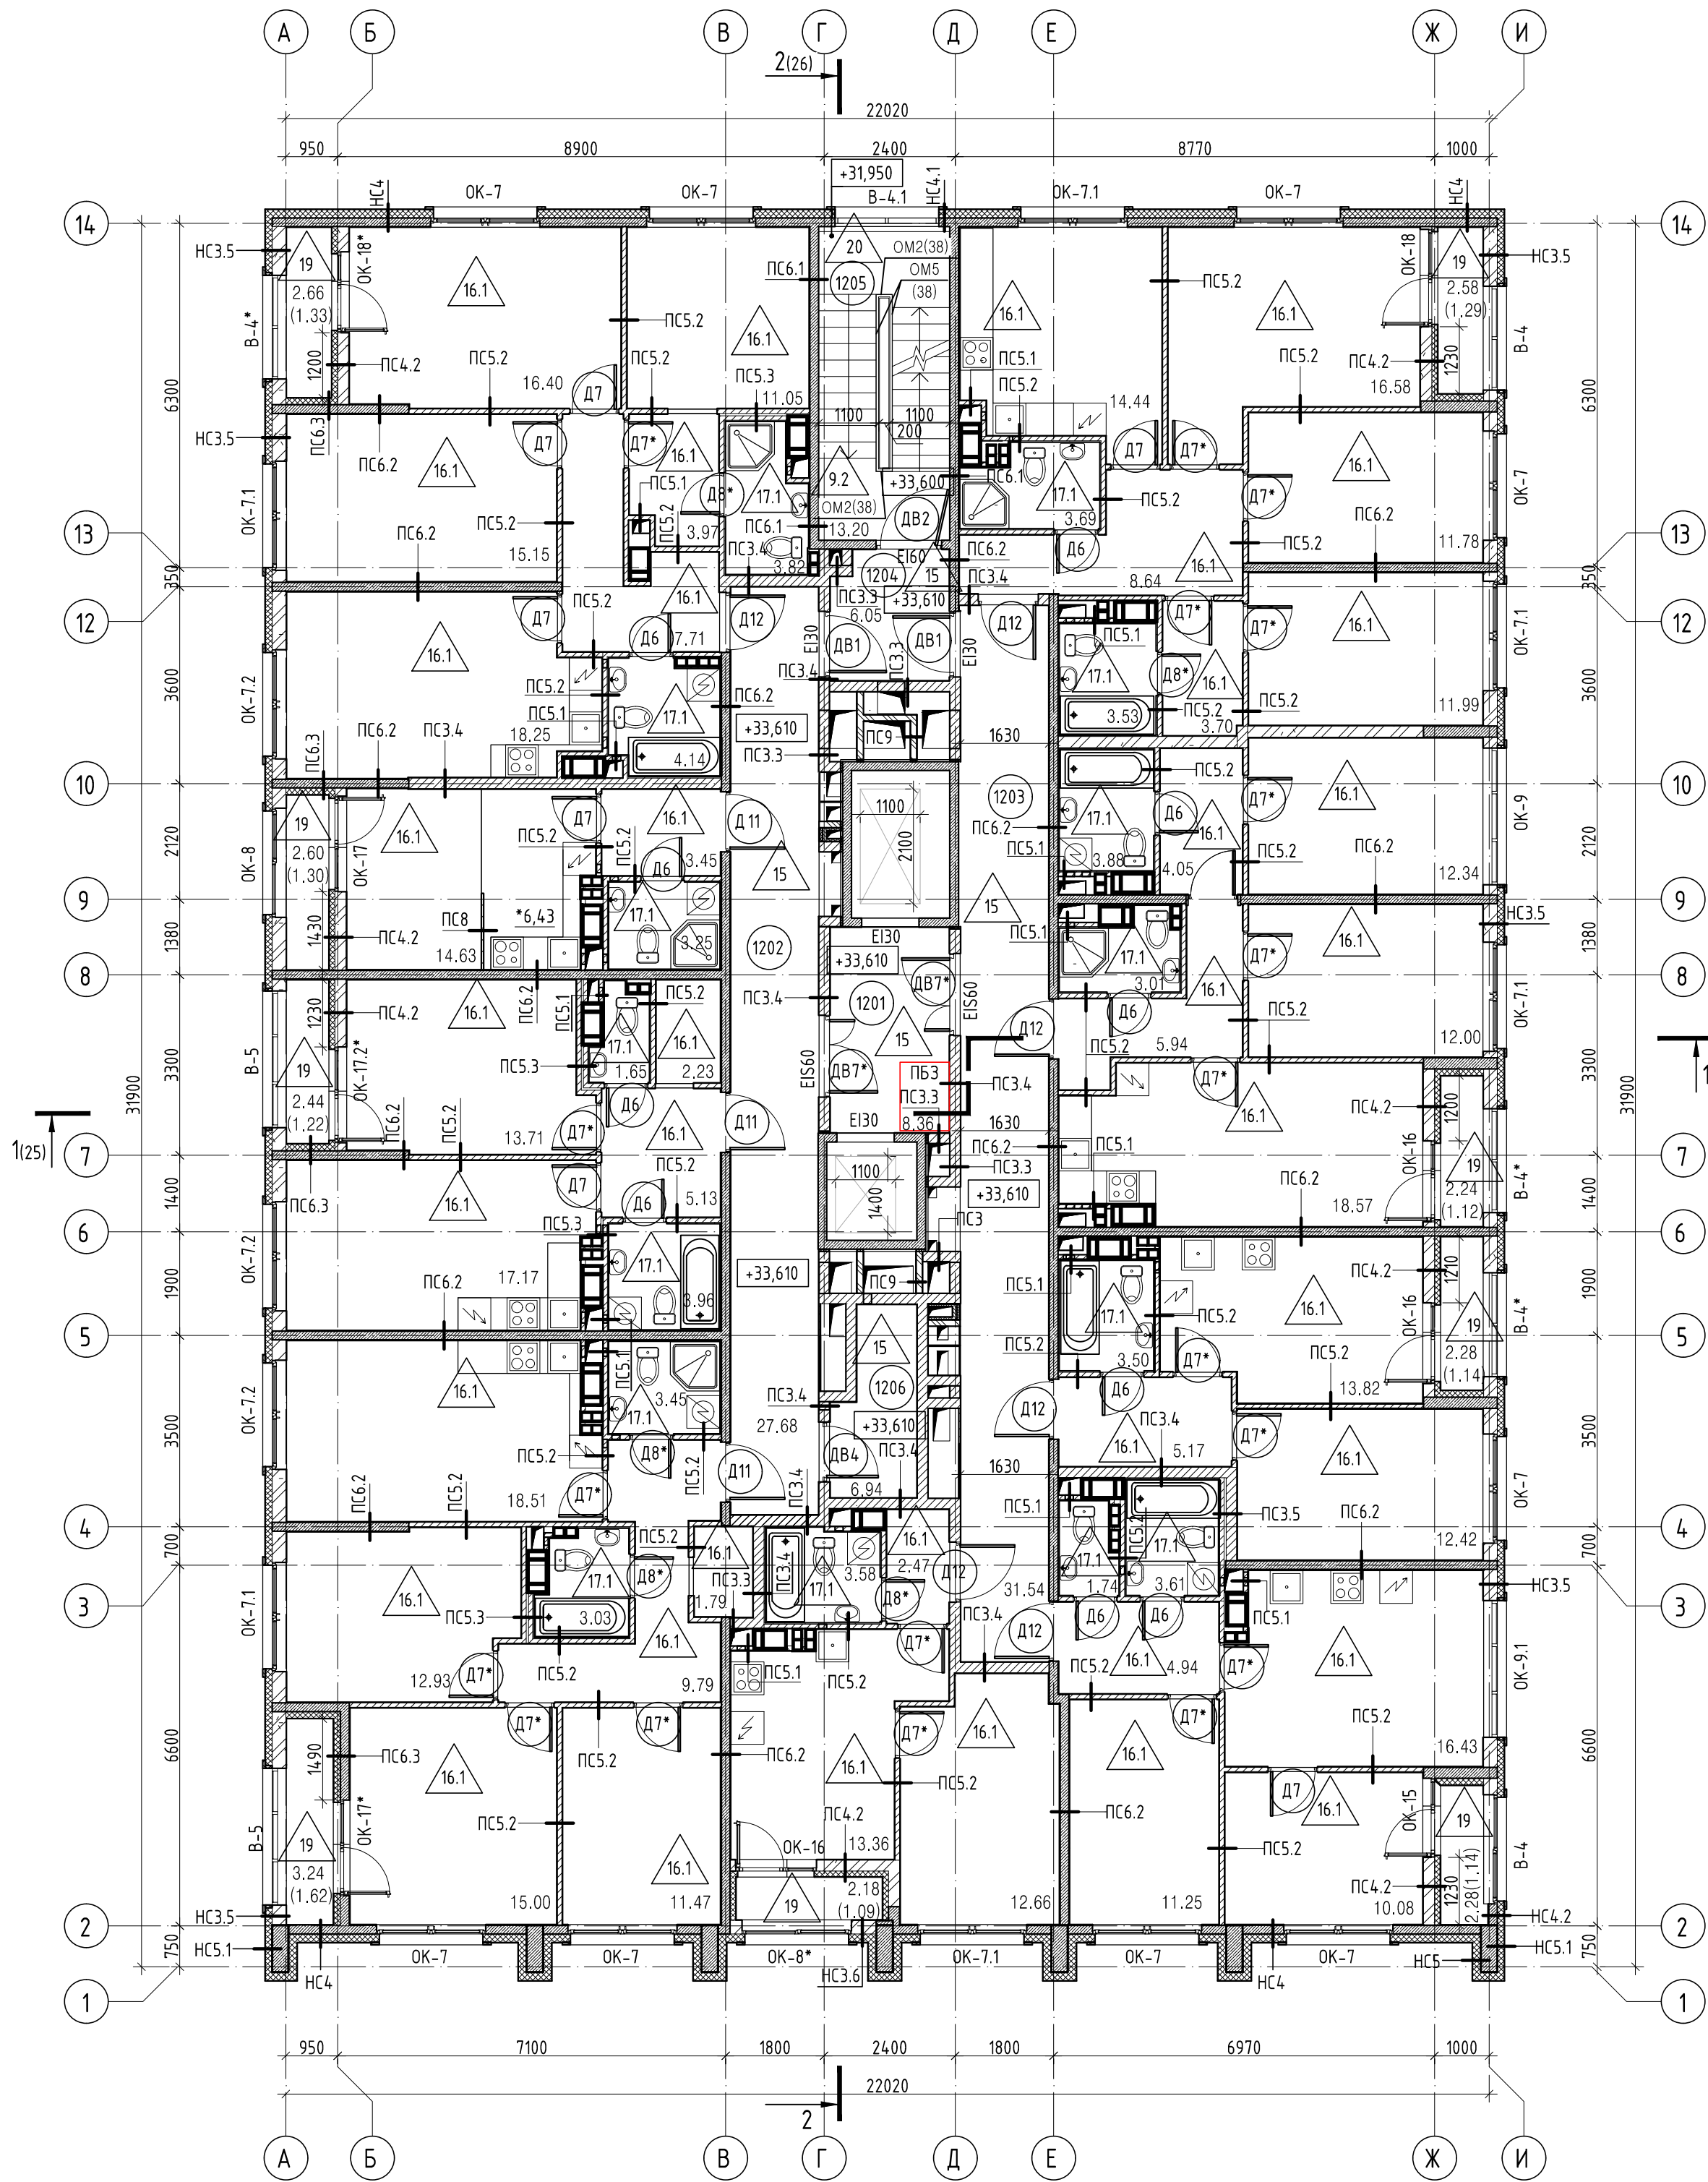 А Б В Г Д Е Ж И
2(26)
22020
950 8900 2400 8770 1000
+31,950
НС4 ОК-7 ОК-7 В-4.1 НС4.1 ОК-7.1 ОК-7 НС4
14 14
НС3.5 19 ОК-18* 20 ОМ2(38) ОК-18 19 НС3.5
2.66 16.1 ПС6.1 1205 ОМ5 ПС5.2 16.1 2.58
(1.33) (38) 16.1 (1.29)
В-4* ПС5.2 16.1 В-4
1200 ПС4.2 ПС5.2 ПС5.2 ПС5.1 ПС5.2 ПС4.2 1230
16.40 Д7 ПС5.3 ПС5.2 16.58
6300 11.05 1100 1100 14.44 6300
200
НС3.5 ПС6.3 Д7 Д7* 16.1 Д7 Д7*
ПС6.2 16.1 9.2 16.1
ПС5.1 Д8* 17.1 +33,600 ПС6.1 17.1 Д7* ОК-7
ОК-7.1 ОМ2(38) ПС5.2
ПС6.2 ПС5.2 ПС5.2 ПС6.1 13.20 ДВ2 3.69 ПС6.2
13 15.15 3.97 ПС3.4 EI60 ПС6.2 Д6 ПС5.2 11.78 13
350 3.82 1204 15 ПС3.4 8.64 16.1 350
12 Д7 ПС5.2 16.1 Д12 ПС3.3 +33,610 Д12 Д7* Д7* 16.1 12
16.1 Д6 7.71 6.05 ПС5.1
EI30 ДВ1 ДВ1 EI30 17.1 ОК-7.1
3600 ПС5.2 ПС3.4 ПС3.3 Д8* 16.1 3600
ОК-7.2 ПС5.1 17.1 ПС6.2 ПС5.2 ПС5.2 11.99
ПС6.3 ПС6.2 ПС3.4 18.25 +33,610 3.53 3.70
4.14 ПС3.3 ПС9 1630
10 ПС5.2 10
19 16.1 Д7 16.1 Д11 1100 1203 17.1 Д6 Д7* 16.1 ОК-9
2120 ОК-8 ОК-17 ПС5.2 ПС5.2 2100 ПС6.2 16.1 ПС6.2 2120
2.60 Д6 3.45 15 ПС5.1 3.88 4.05 ПС5.2
(1.30) 12.34
9 ПС8 *6,43 17.1 15 16.1 9
1380 1430 ПС4.2 3.25 1202 EI30 ПС5.1 17.1 Д7* НС3.5 1380
14.63 +33,610
8 ДВ7* 3.01 16.1 8
1230 ПС4.2 16.1 ПС6.2 ПС5.1 ПС5.2 ПС3.4 1201 EIS60 Д12 Д6 ПС5.2 ОК-7.1
В-5 ОК-17.2* 17.1 16.1 15 5.94 12.00
3300 19 ПС5.3 1.65 2.23 EIS60 ДВ7* ПБ3 ПС3.4 ПС5.2 Д7* 1200 3300
31900 2.44 ПС6.2 ПС5.2 Д6 ПС3.3 16.1 ПС4.2 31900
(1.22) 13.71 Д7* 16.1 Д11 EI30 8.36 1630 1
1(25) ПС6.2 ПС5.1 ОК-16 19
7 Д7 ПС5.2 1100 ПС3.3 7
1400 ПС6.3 16.1 Д6 5.13 1400 +33,610 ПС6.2 2.24 В-4* 1400
ПС5.3 ПС3 18.57 (1.12)
6 6
ОК-7.2 ПС6.2 17.17 17.1 +33,610 ПС9 ПС5.1 ПС4.2 1210
1900 3.96 17.1 ПС5.2 16.1 19 В-4* 1900
5 15 ПС5.2 ОК-16 5
16.1 ПС5.1 1206 3.50 Д7* ПС5.2 2.28
ОК-7.2 3.45 ПС3.4 Д6 13.82 (1.14)
3500 17.1 27.68 +33,610 Д12 ПС3.4 Д7* 3500
ПС5.2 Д8* ПС5.2 Д11 ДВ4 ПС3.4 16.1 5.17 16.1 ОК-7
ПС6.2 ПС5.2 18.51 Д7* ПС3.4 6.94 1630
4 ПС5.2 16.1 16.1 ПС5.1 ПС5.2 ПС3.5 ПС6.2 12.42 4
700 17.1 Д8* ПС3.3 ПС3.4 17.1 3.58 2.47 Д12 17.1 17.1 НС3.5 700
16.1 1.79 Д8* 31.54 1.74 3.61
3 ОК-7.1 ПС5.3 3.03 ПС3.4 Д12 Д6 Д6 ПС5.1 3
16.1 Д7* 16.1 ОК-9.1
12.93 Д7* ПС5.2 9.79 ПС5.1 ПС5.2 ПС5.2 4.94 Д7* 16.1
6600 1490 Д7* ПС5.2 Д7* Д7* 16.1 Д7* ПС5.2 6600
ПС6.3 16.1 ПС6.2 16.1 16.1 16.43
ПС5.2 Д7
В-5 ОК-17* ПС5.2 ПС4.2 ПС6.2 16.1 ОК-15 19
19 13.36 ПС5.2 В-4
3.24 16.1 ОК-16
(1.62) 15.00 11.47 19 2.18 12.66 11.25 ПС4.2 1230 2.28(1.14)
НС3.5 (1.09) 10.08 НС4.2
2 2
750 НС5.1 НС4 ОК-7 ОК-7 ОК-8* НС3.6 ОК-7.1 ОК-7 НС4 ОК-7 НС5 НС5.1 750
1 1
950 7100 1800 2400 1800 6970 1000
22020
2
А Б В Г Д Е Ж И